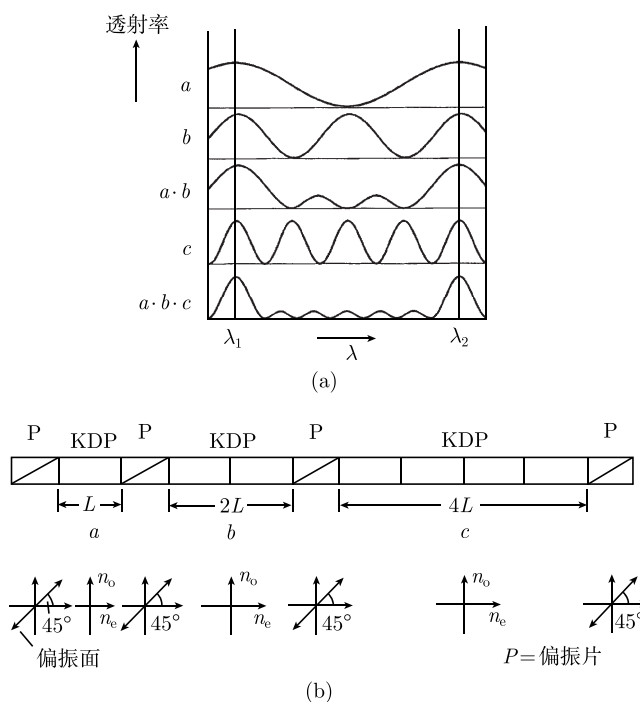 透射率
a
b
a·b
c
a·b·c
λ₁
λ₂
λ
(a)
P KDP P KDP P KDP P
L 2L 4L
a b c
nₒ nₒ nₒ
45° nₑ 45° nₑ 45° nₑ 45°
偏振面
P=偏振片
(b)